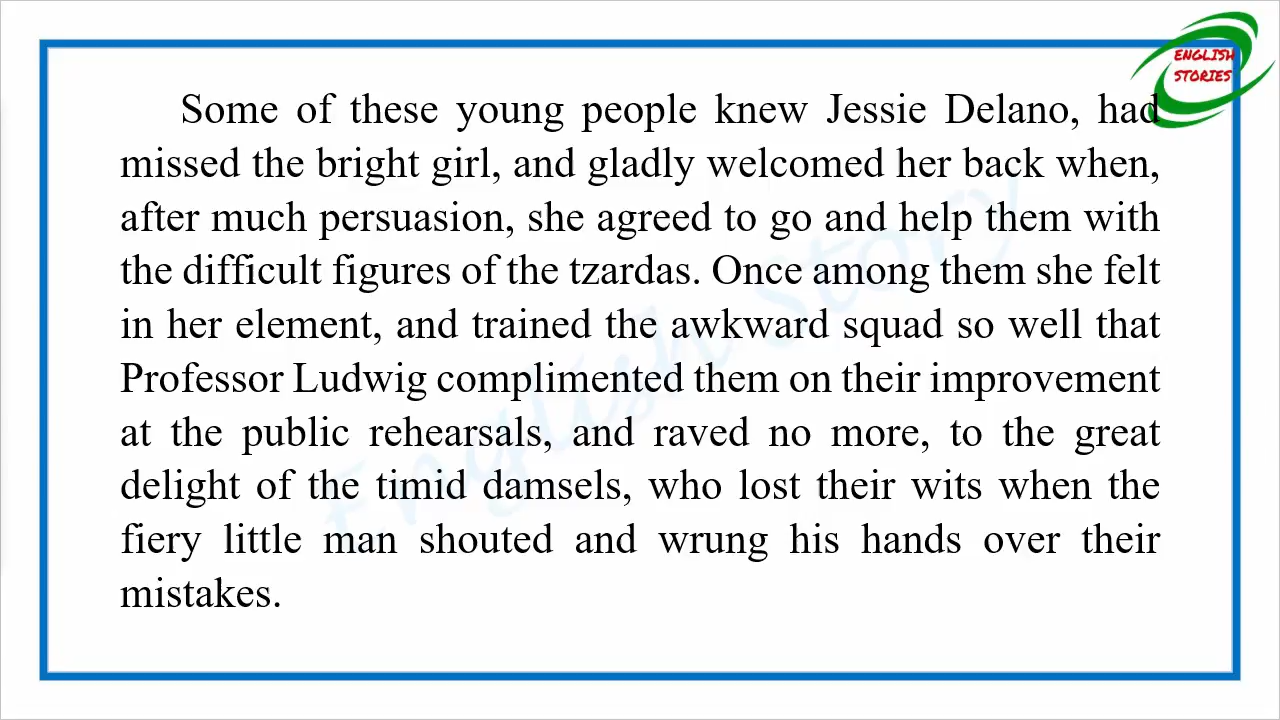 ENGLISH
STORIES
Some of these young people knew Jessie Delano, had
missed the bright girl, and gladly welcomed her back when,
after much persuasion, she agreed to go and help them with
the difficult figures of the tzardas. Once among them she felt
in her element, and trained the awkward squad so well that
Professor Ludwig complimented them on their improvement
at the public rehearsals, and raved no more, to the great
delight of the timid damsels, who lost their wits when the
fiery little man shouted and wrung his hands over their
mistakes.
English Story